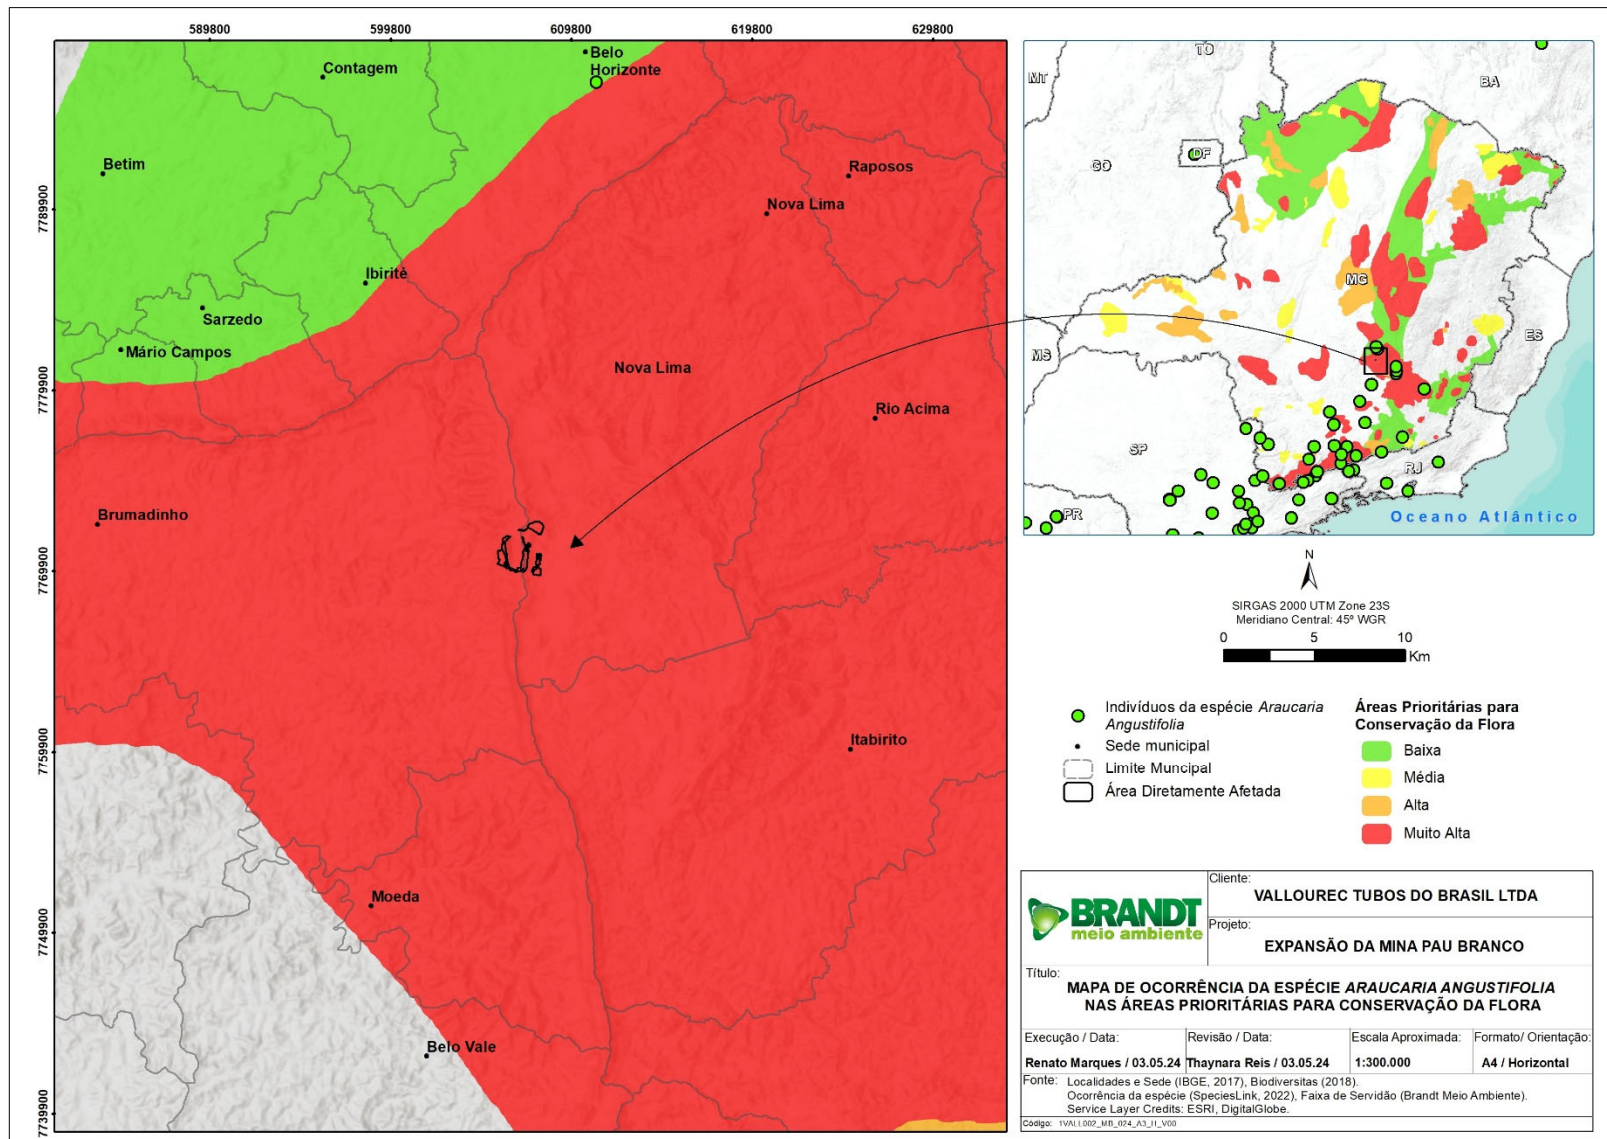 589800
599800
609800
619800
629800
7789900
7779900
7769900
7759900
7749900
7739900
Belo
Horizonte
Contagem
Betim
Raposos
Nova Lima
Ibirité
Sarzedo
Mário Campos
Nova Lima
Rio Acima
Brumadinho
Itabirito
Moeda
Belo Vale
TO
MT
BA
DF
GO
MG
ES
MS
SP
RJ
PR
Oceano Atlântico
N
SIRGAS 2000 UTM Zone 23S
Meridiano Central: 45º WGR
0 5 10
Km
Indivíduos da espécie Araucaria
Angustifolia
Sede municipal
Limite Muncipal
Área Diretamente Afetada
Áreas Prioritárias para
Conservação da Flora
Baixa
Média
Alta
Muito Alta
BRANDT
meio ambiente
Cliente:
VALLOUREC TUBOS DO BRASIL LTDA
Projeto:
EXPANSÃO DA MINA PAU BRANCO
Título:
MAPA DE OCORRÊNCIA DA ESPÉCIE ARAUCARIA ANGUSTIFOLIA
NAS ÁREAS PRIORITÁRIAS PARA CONSERVAÇÃO DA FLORA
Execução / Data:
Renato Marques / 03.05.24
Revisão / Data:
Thaynara Reis / 03.05.24
Escala Aproximada:
1:300.000
Formato/ Orientação:
A4 / Horizontal
Fonte: Localidades e Sede (IBGE, 2017), Biodiversitas (2018).
Ocorrência da espécie (SpeciesLink, 2022), Faixa de Servidão (Brandt Meio Ambiente).
Service Layer Credits: ESRI, DigitalGlobe.
Código: 1VALL002_MB_024_A3_H_V00